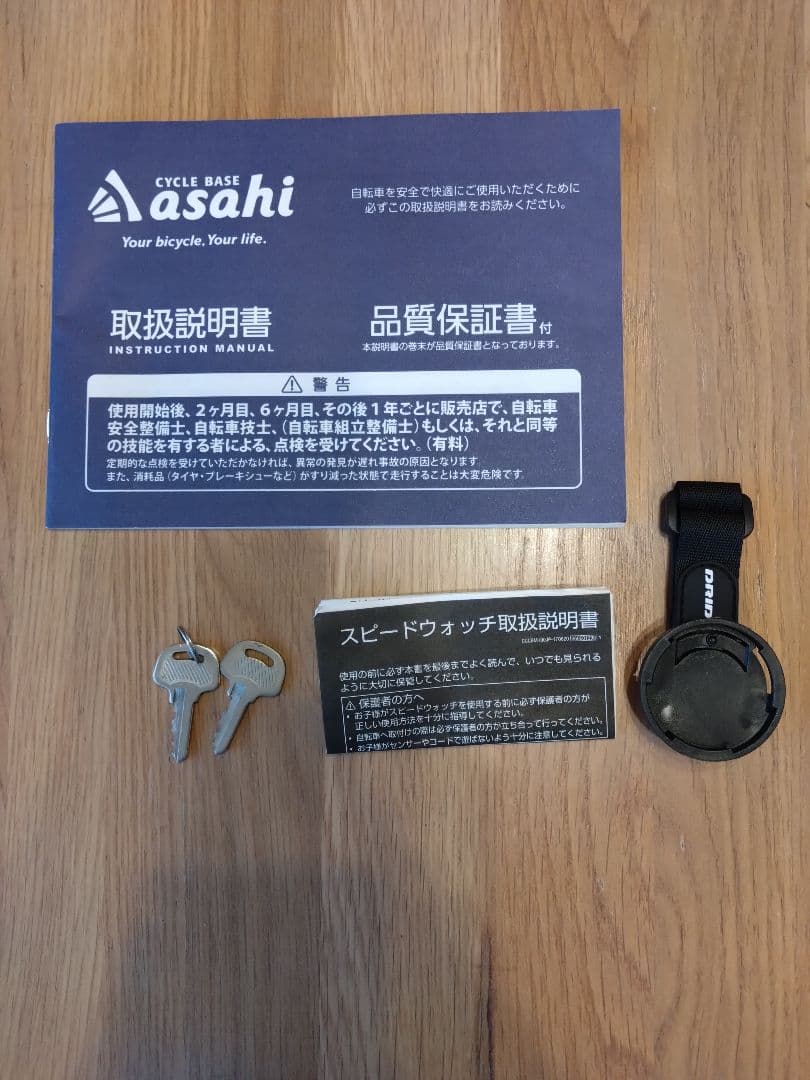 CYCLE BASE
asahi
Your bicycle. Your life.
自転車を安全で快適にご使用いただくために
必ずこの取扱説明書をお読みください。
取扱説明書
INSTRUCTION MANUAL
品質保証書付
本説明書の巻末が品質保証書となっております。
警告
使用開始後、2ヶ月目、6ヶ月目、その後1年ごとに販売店で、自転車
安全整備士、自転車技士、(自転車組立整備士)もしくは、それと同等
の技能を有する者による、点検を受けてください。(有料)
定期的な点検を受けていただかなければ、異常の発見が遅れ事故の原因となります。
また、消耗品(タイヤ・ブレーキシューなど)がすり減った状態で走行することは大変危険です。
スピードウォッチ取扱説明書
使用の前に必ず本書を最後までよく読んで、いつでも見られる
ように大切に保管してください。
保護者の方へ
・お子様がスピードウォッチを使用する前に必ず保護者の方が
正しい使用方法を十分に指導してください。
・自転車へ取付けの際は必ず保護者の方が立ち合って行ってください。
・お子様がセンサーやコードで遊ばないよう十分に注意してください。
DRID